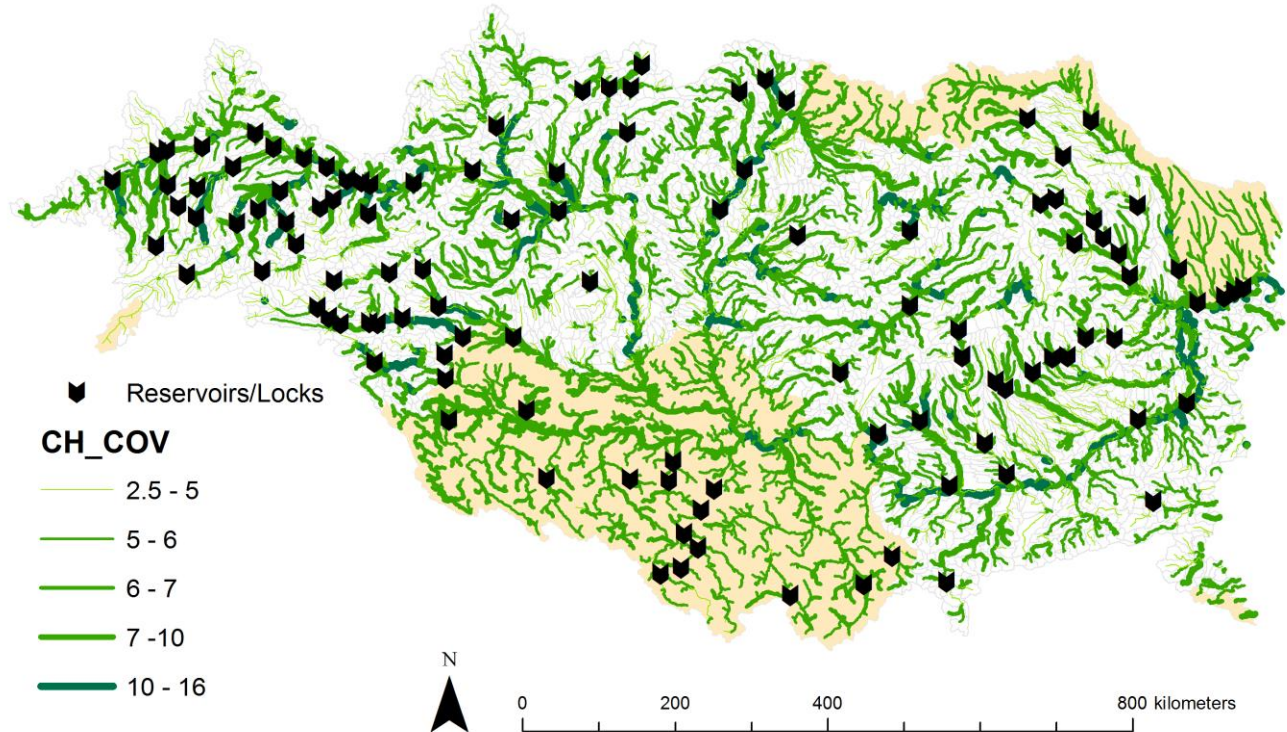 Reservoirs/Locks
CH_COV
2.5 - 5
5 - 6
6 - 7
7 -10
10 - 16
N
0 200 400 800 kilometers